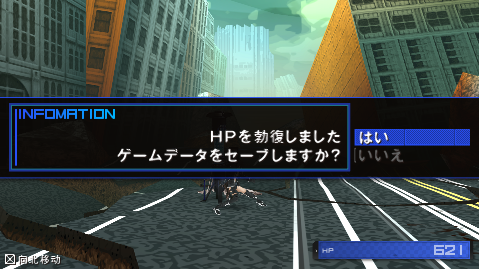 INFOMATION
HPを勃復しました
ゲームデータをセーブしますか?
はい
いいえ
HP 621
向北移动